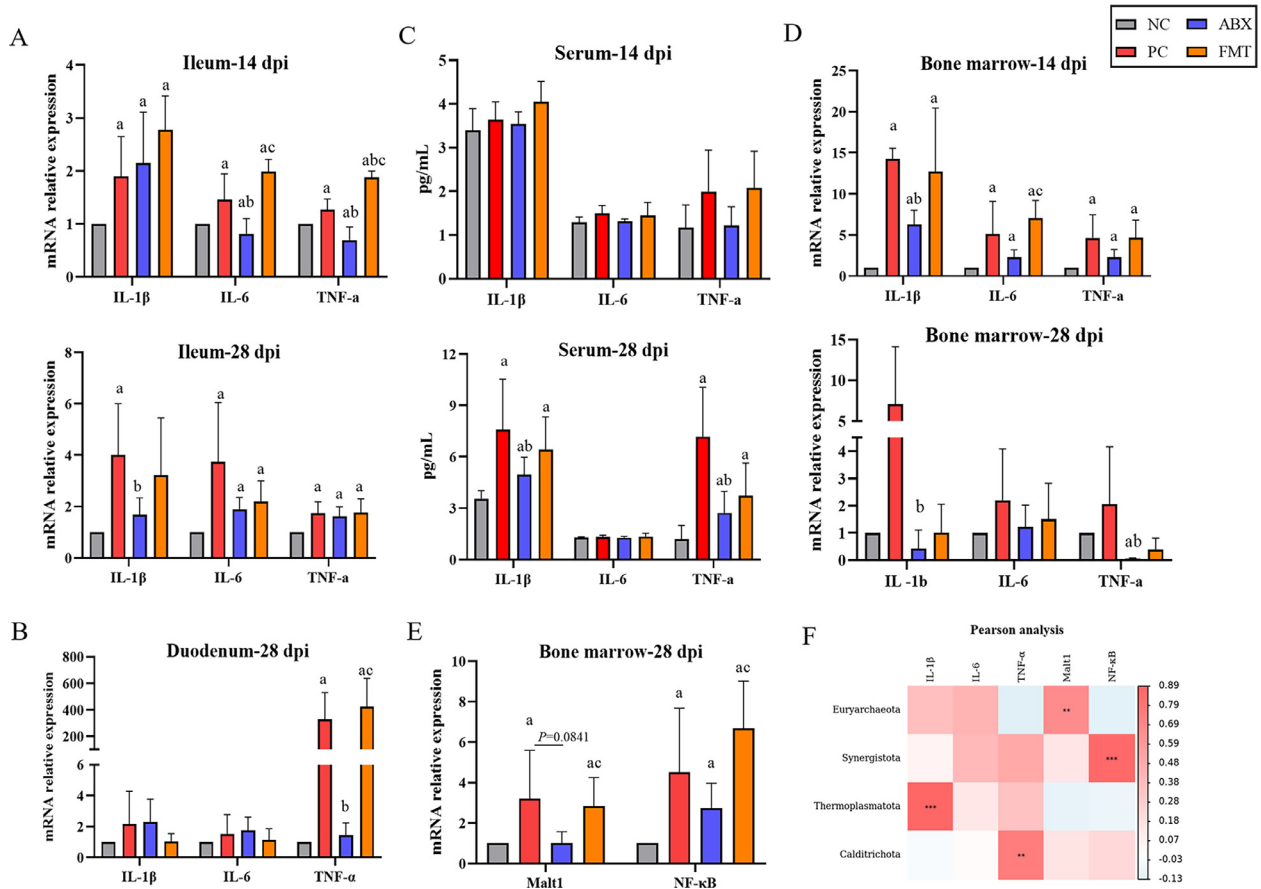 NC
ABX
PC
FMT
A
Ileum-14 dpi
mRNA relative expression
4
3
2
1
0
a
a
a
a
ab
ac
a
ab
abc
IL-1β
IL-6
TNF-a
Ileum-28 dpi
mRNA relative expression
8
6
4
2
0
a
b
a
a
a
a
a
a
IL-1β
IL-6
TNF-a
B
Duodenum-28 dpi
mRNA relative expression
800
600
400
200
6
4
2
0
a
b
ac
IL-1β
IL-6
TNF-α
C
Serum-14 dpi
pg/mL
5
4
3
2
1
0
IL-1β
IL-6
TNF-a
Serum-28 dpi
pg/mL
12
9
6
3
0
a
ab
a
a
ab
a
IL-1β
IL-6
TNF-a
D
Bone marrow-14 dpi
mRNA relative expression
25
20
15
10
5
0
a
ab
a
a
a
ac
a
a
a
IL-1β
IL-6
TNF-a
Bone marrow-28 dpi
mRNA relative expression
15
10
5
4
3
2
1
0
b
ab
IL -1b
IL-6
TNF-a
E
Bone marrow-28 dpi
mRNA relative expression
10
8
6
4
2
0
a
P=0.0841
ac
a
a
ac
Malt1
NF-κB
F
Pearson analysis
IL-1β
IL-6
TNF-α
Malt1
NF-κB
Euryarchaeota
**
Synergistota
***
Thermoplasmatota
***
Calditrichota
**
0.89
0.79
0.69
0.59
0.48
0.38
0.28
0.18
0.07
-0.03
-0.13